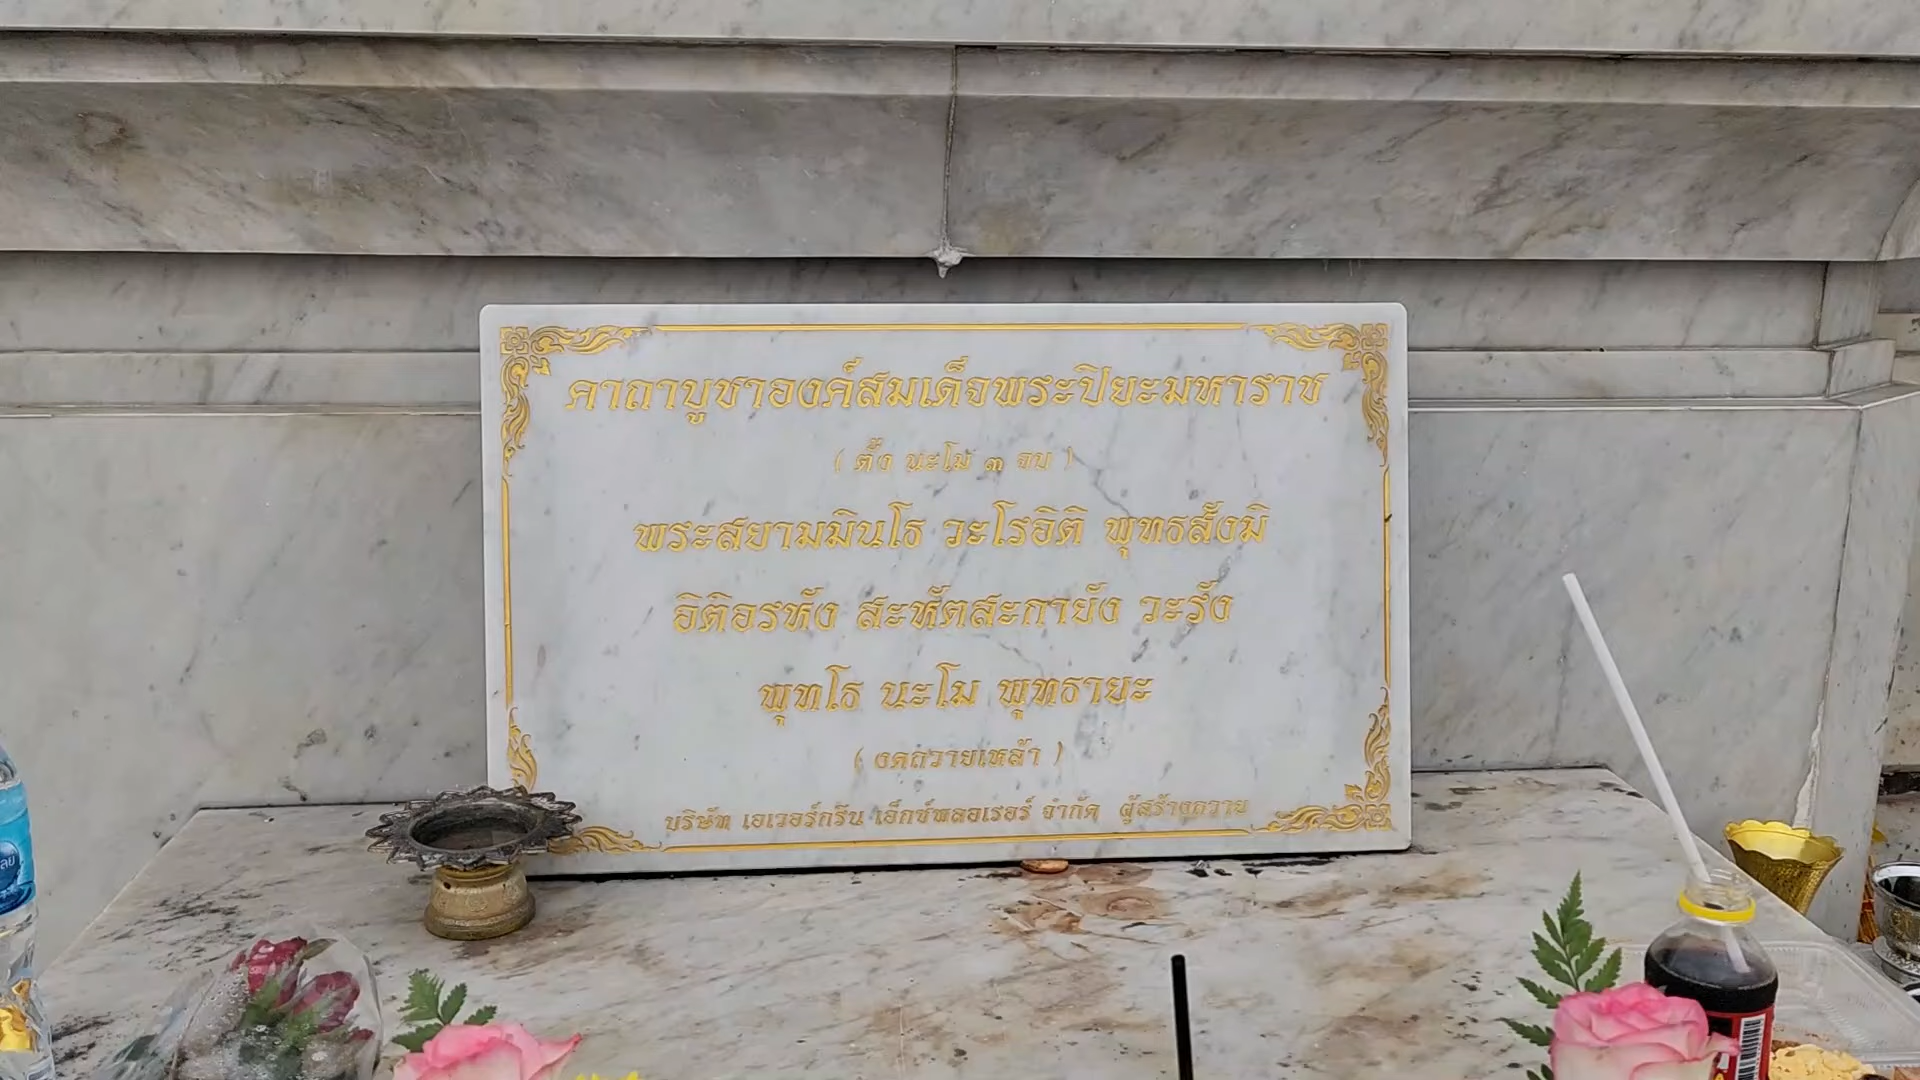 คาถาบูชาองค์สมเด็จพระปิยะมหาราช
( ตั้ง นะโม ๓ จบ )
พระสยามมินโธ วะโรอิติ พุทธสังมิ
อิติอรหัง สะหัตสะกายัง วะรัง
พุทโธ นะโม พุทธายะ
( งดถวายเหล้า )
บริษัท เอเวอร์กรีน เอ็กซ์พลอเรอร์ จำกัด ผู้สร้างถวาย